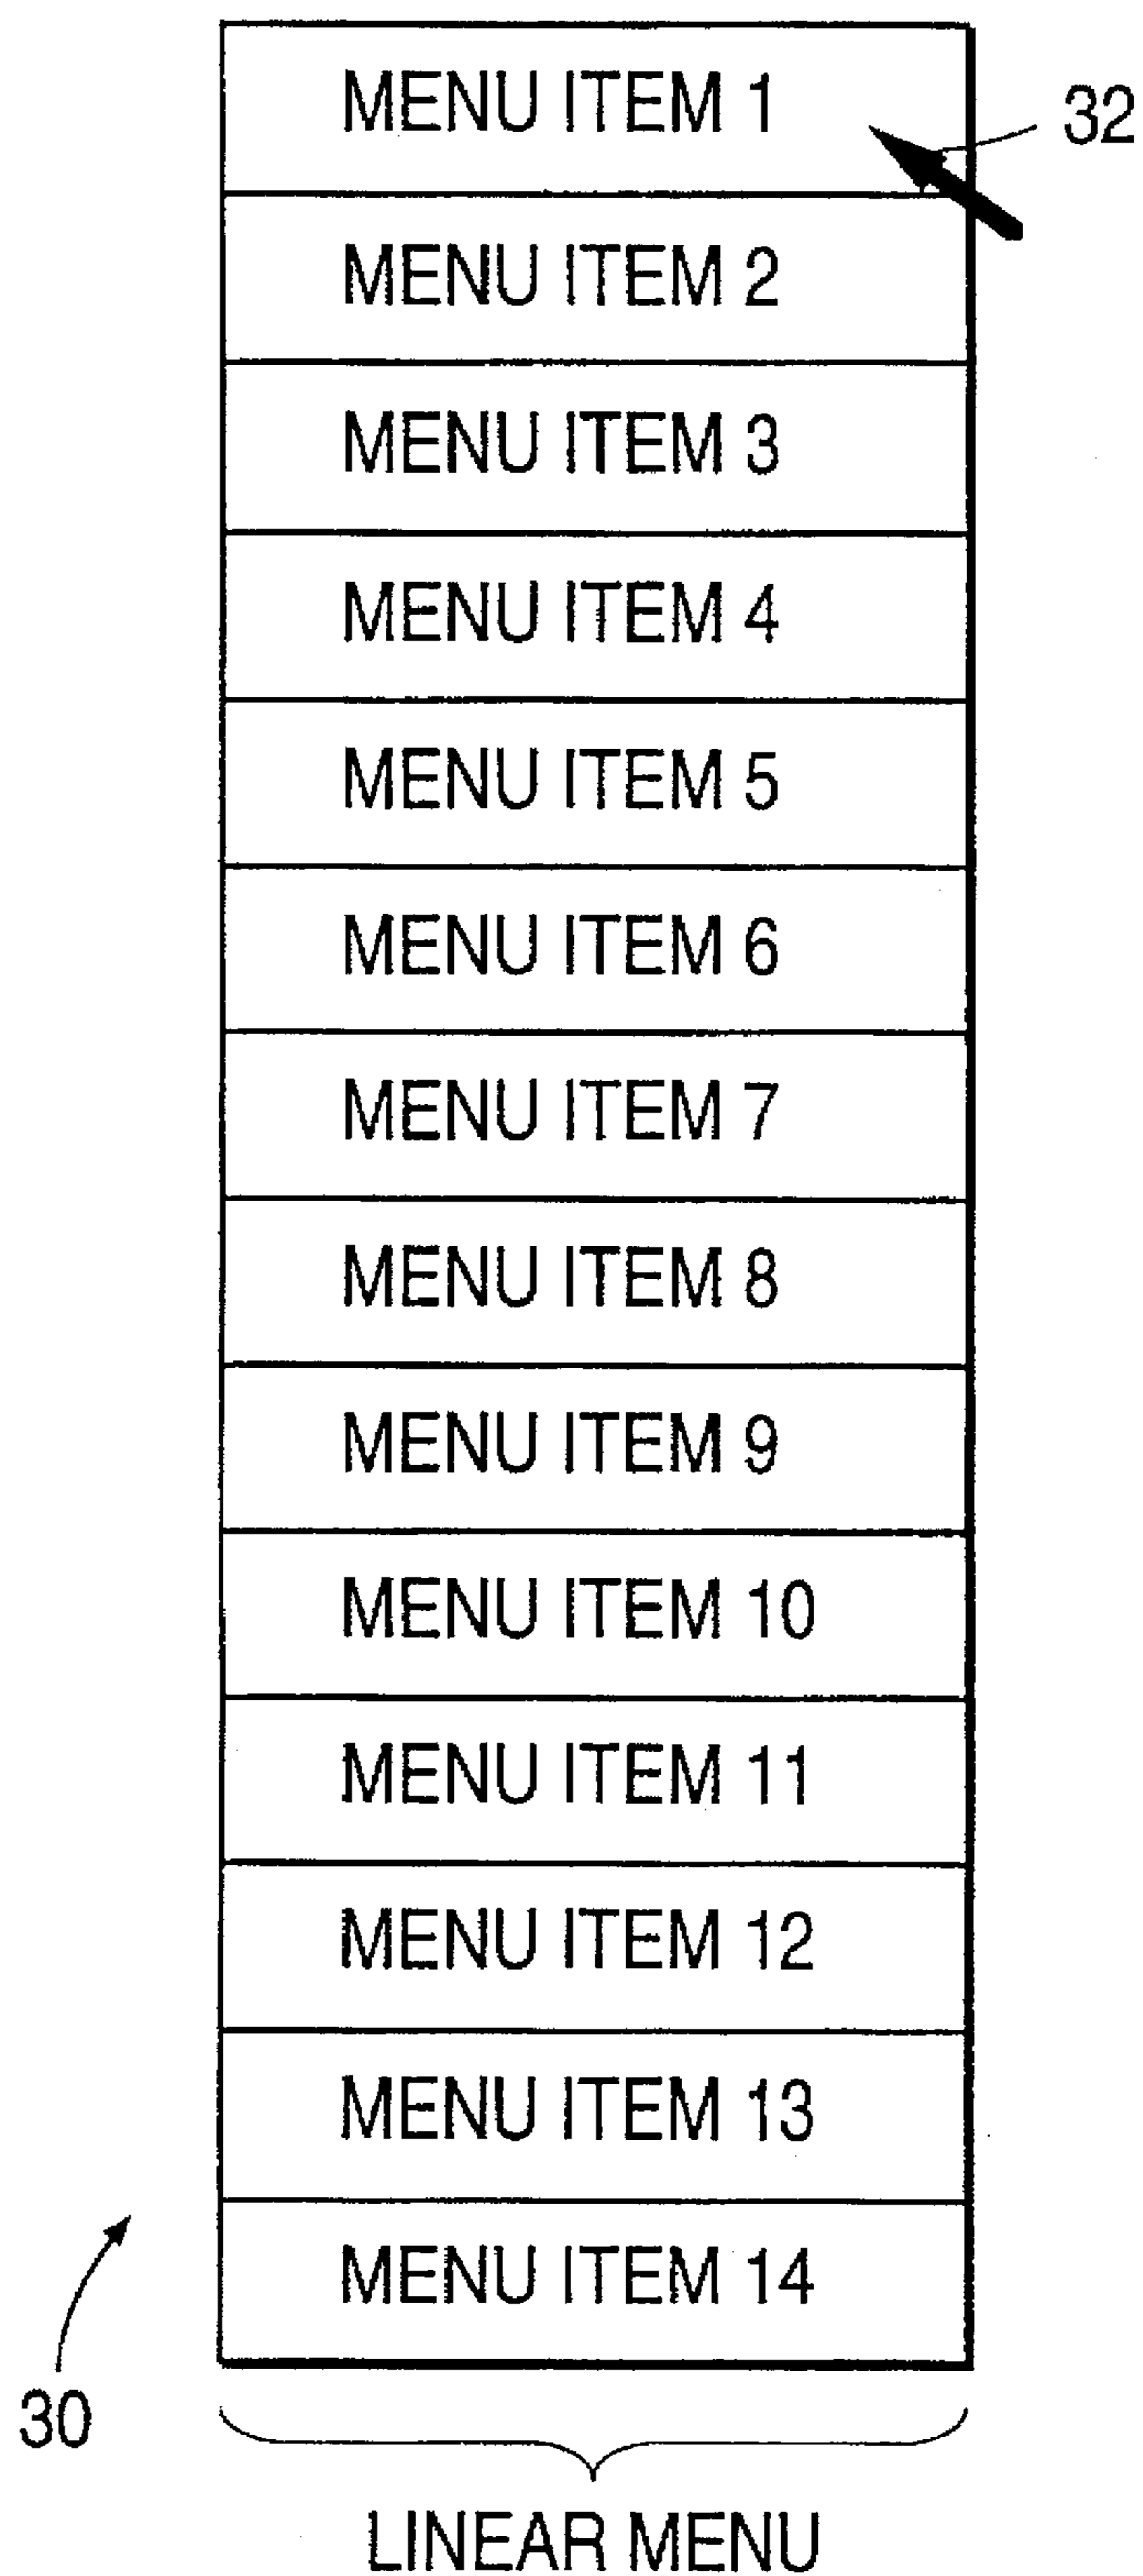 MENU ITEM 1
32
MENU ITEM 2
MENU ITEM 3
MENU ITEM 4
MENU ITEM 5
MENU ITEM 6
MENU ITEM 7
MENU ITEM 8
MENU ITEM 9
MENU ITEM 10
MENU ITEM 11
MENU ITEM 12
MENU ITEM 13
MENU ITEM 14
30
LINEAR MENU